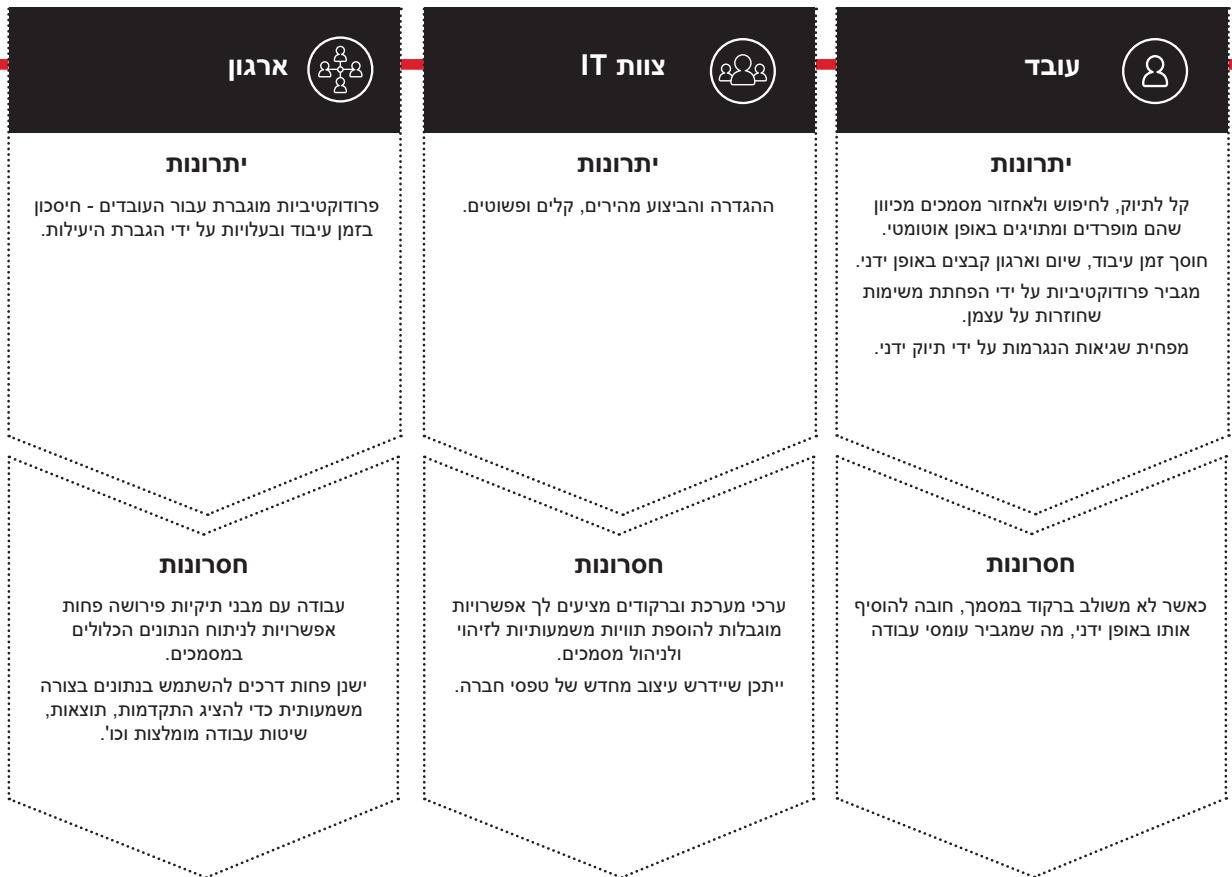 עובד
יתרונות
קל לתיוק, לחיפוש ולאחזור מסמכים מכיוון
שהם מופרדים ומתויגים באופן אוטומטי.
חוסך זמן עיבוד, שיום וארגון קבצים באופן ידני.
מגביר פרודוקטיביות על ידי הפחתת משימות
שחוזרות על עצמן.
מפחית שגיאות הנגרמות על ידי תיוק ידני.
חסרונות
כאשר לא משולב ברקוד במסמך, חובה להוסיף
אותו באופן ידני, מה שמגביר עומסי עבודה
צוות IT
יתרונות
ההגדרה והביצוע מהירים, קלים ופשוטים.
חסרונות
ערכי מערכת וברקודים מציעים לך אפשרויות
מוגבלות להוספת תוויות משמעותיות לזיהוי
ולניהול מסמכים.
ייתכן שיידרש עיצוב מחדש של טפסי חברה.
ארגון
יתרונות
פרודוקטיביות מוגברת עבור העובדים - חיסכון
בזמן עיבוד ובעלויות על ידי הגברת היעילות.
חסרונות
עבודה עם מבני תיקיות פירושה פחות
אפשרויות לניתוח הנתונים הכלולים
במסמכים.
ישנן פחות דרכים להשתמש בנתונים בצורה
משמעותית כדי להציג התקדמות, תוצאות,
שיטות עבודה מומלצות וכו'.